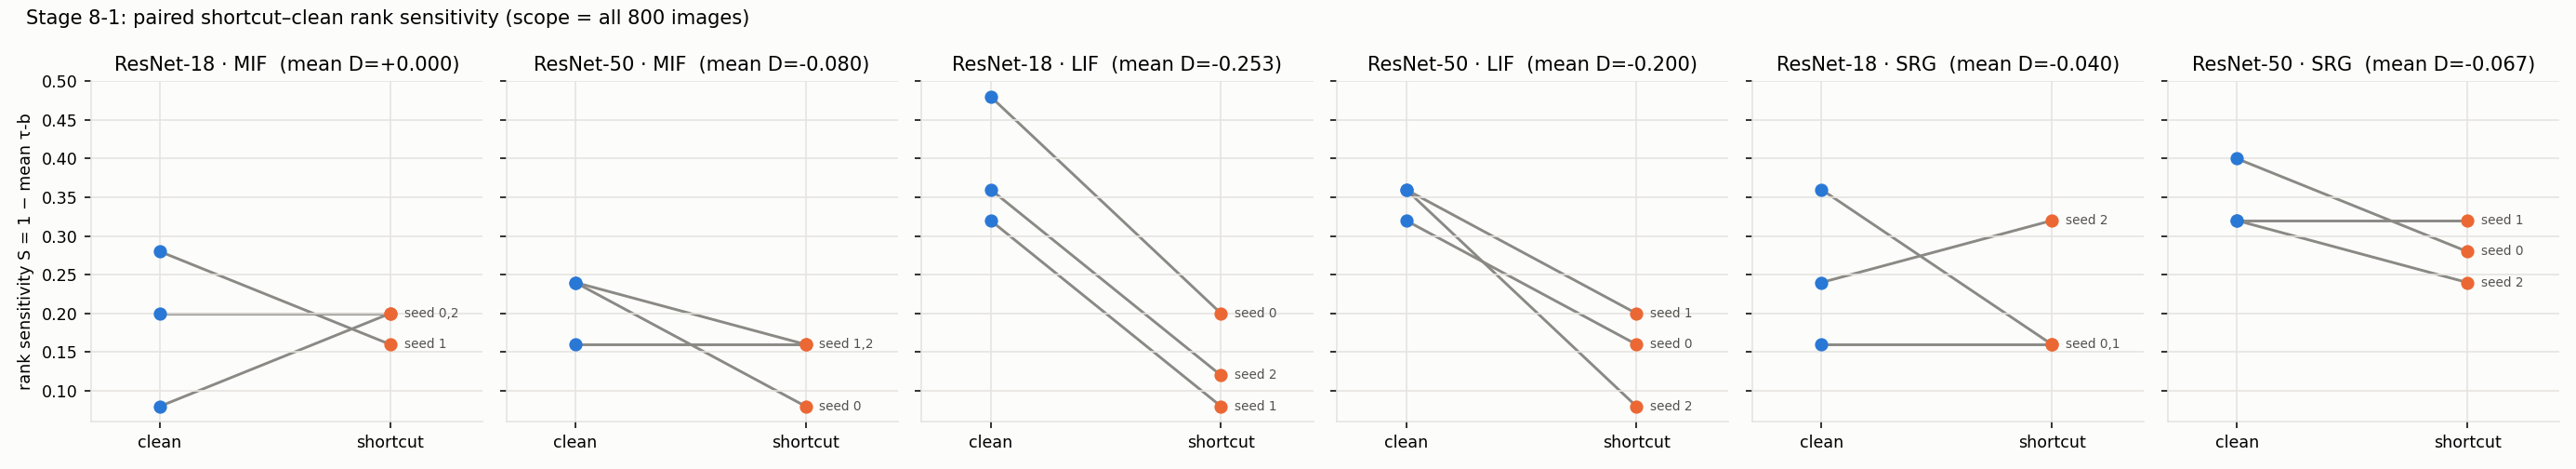 Stage 8-1: paired shortcut–clean rank sensitivity (scope = all 800 images)
rank sensitivity S = 1 − mean τ-b
0.50
0.45
0.40
0.35
0.30
0.25
0.20
0.15
0.10
ResNet-18 · MIF (mean D=+0.000)
seed 0,2
seed 1
clean
shortcut
ResNet-50 · MIF (mean D=-0.080)
seed 1,2
seed 0
clean
shortcut
ResNet-18 · LIF (mean D=-0.253)
seed 0
seed 2
seed 1
clean
shortcut
ResNet-50 · LIF (mean D=-0.200)
seed 1
seed 0
seed 2
clean
shortcut
ResNet-18 · SRG (mean D=-0.040)
seed 2
seed 0,1
clean
shortcut
ResNet-50 · SRG (mean D=-0.067)
seed 1
seed 0
seed 2
clean
shortcut